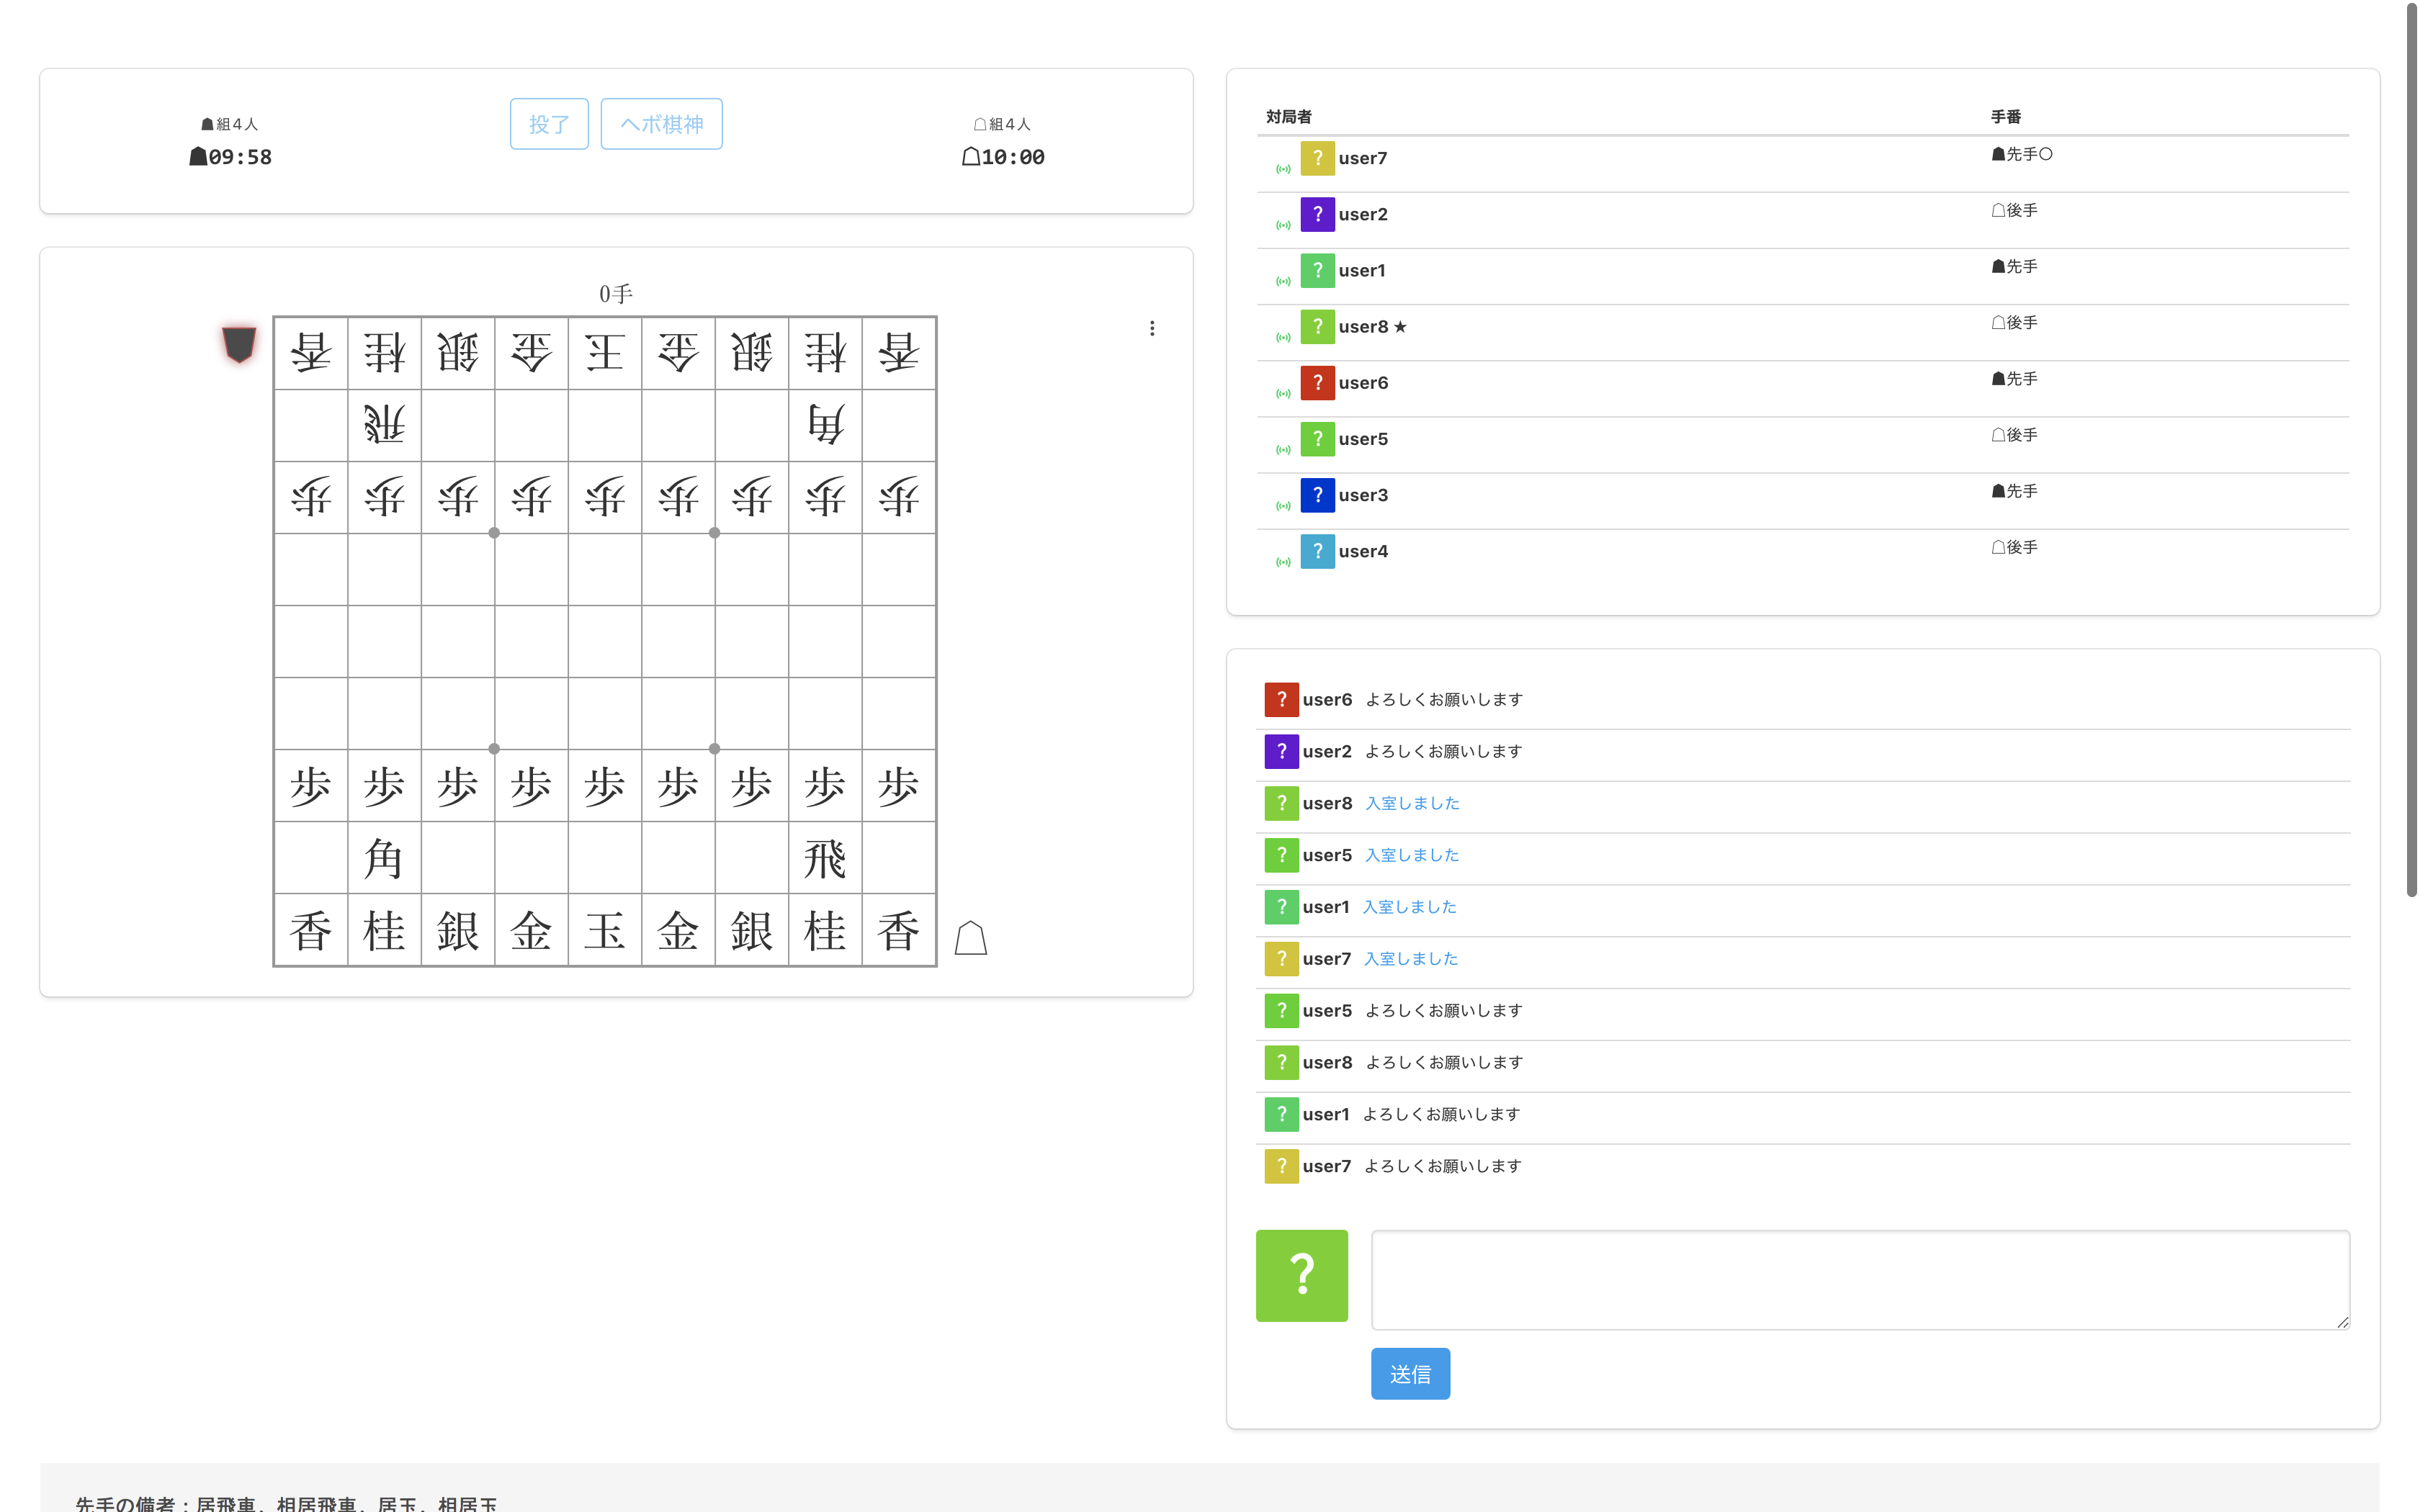 ☗組4人
☗09:58
投了
ヘボ棋神
☖組4人
☖10:00
0手
香桂銀金玉金銀桂香
飛角
歩歩歩歩歩歩歩歩歩
歩歩歩歩歩歩歩歩歩
角飛
香桂銀金玉金銀桂香
対局者 手番
? user7 ☗先手〇
? user2 ☖後手
? user1 ☗先手
? user8 ★ ☖後手
? user6 ☗先手
? user5 ☖後手
? user3 ☗先手
? user4 ☖後手
? user6 よろしくお願いします
? user2 よろしくお願いします
? user8 入室しました
? user5 入室しました
? user1 入室しました
? user7 入室しました
? user5 よろしくお願いします
? user8 よろしくお願いします
? user1 よろしくお願いします
? user7 よろしくお願いします
?
送信
先手の備考：居飛車, 相居飛車, 居玉, 相居玉